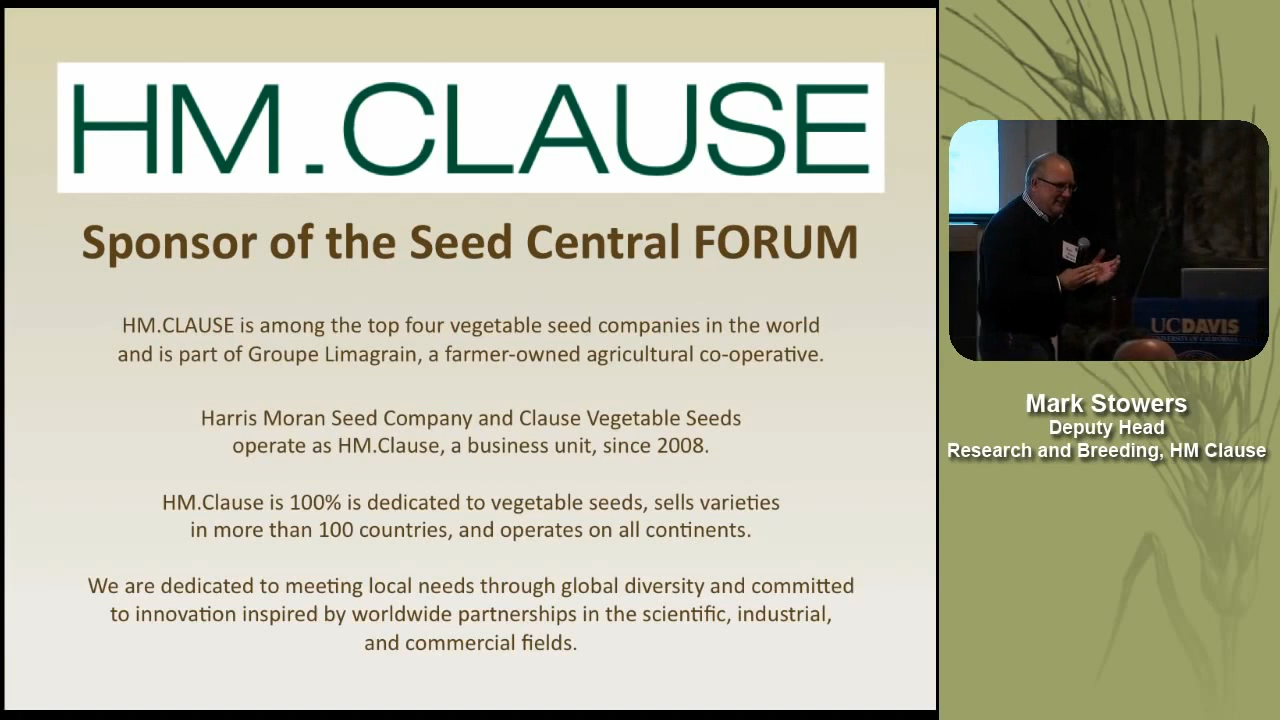 HM.CLAUSE
Sponsor of the Seed Central FORUM
HM.CLAUSE is among the top four vegetable seed companies in the world
and is part of Groupe Limagrain, a farmer-owned agricultural co-operative.
Harris Moran Seed Company and Clause Vegetable Seeds
operate as HM.Clause, a business unit, since 2008.
HM.Clause is 100% is dedicated to vegetable seeds, sells varieties
in more than 100 countries, and operates on all continents.
We are dedicated to meeting local needs through global diversity and committed
to innovation inspired by worldwide partnerships in the scientific, industrial,
and commercial fields.
UCDAVIS
UNIVERSITY OF CALIFORNIA
Mark Stowers
Deputy Head
Research and Breeding, HM Clause